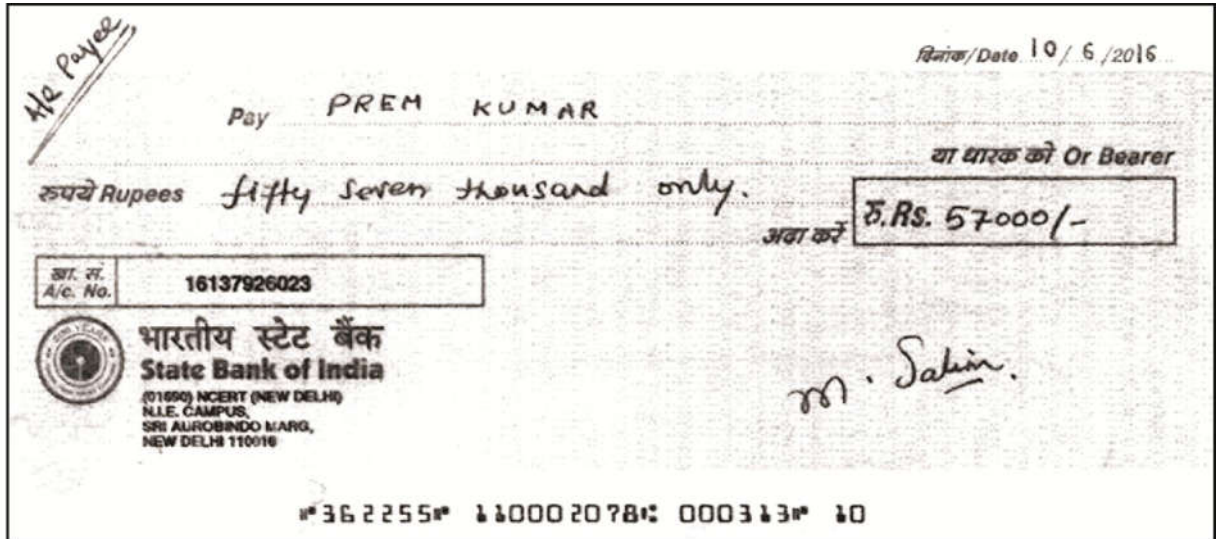 A/c Payee
दिनांक/Date 10/6/2016
Pay PREM KUMAR
या धारक को Or Bearer
रुपये Rupees fifty seven thousand only.
अदा करें रु.Rs. 57000/-
खा. सं.
A/c. No. 16137926023
भारतीय स्टेट बैंक
State Bank of India
(01690) NCERT (NEW DELHI)
N.I.E. CAMPUS,
SRI AUROBINDO MARG,
NEW DELHI 110016
M. Salim.
⑈362255⑈ 110002078⑆ 000313⑈ 10